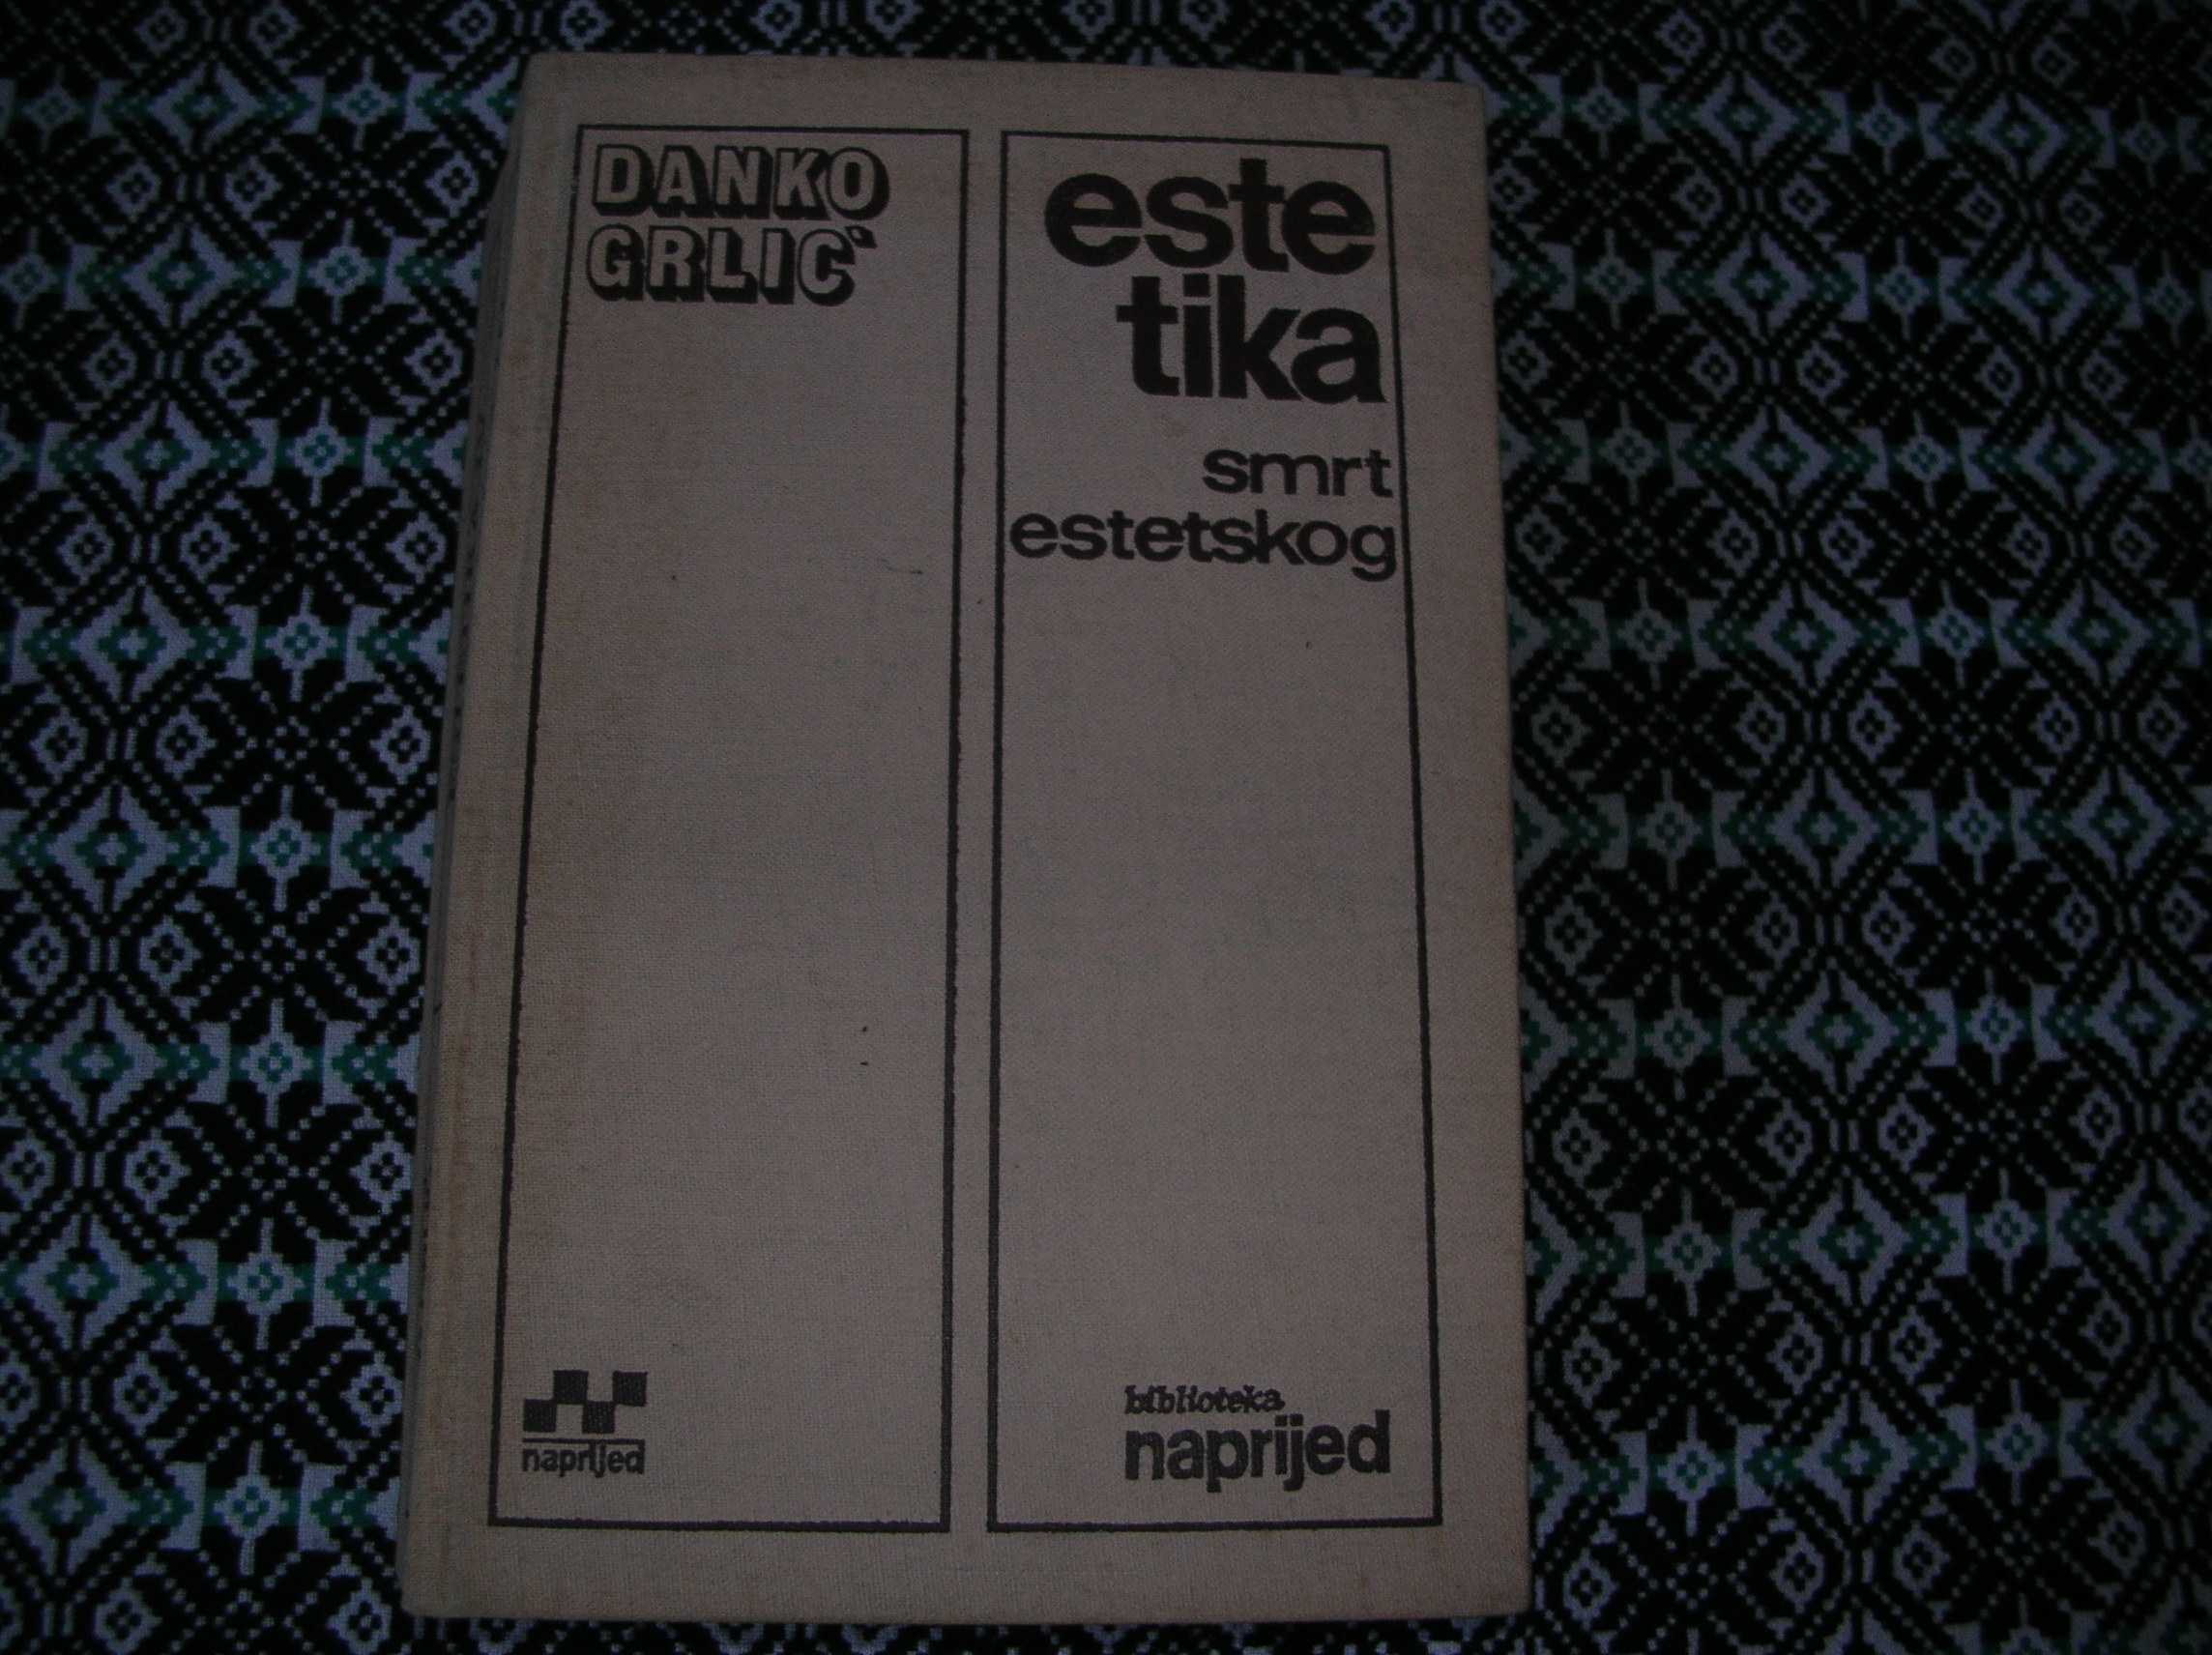 DANKO
GRLIĆ
este
tika
smrt
estetskog
naprijed
biblioteka
naprijed